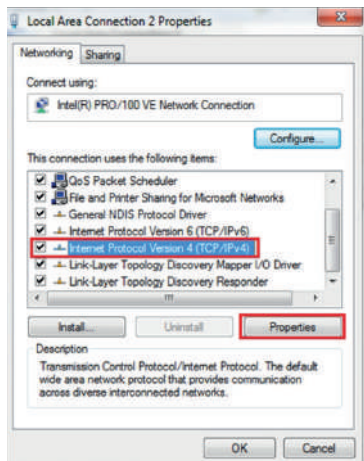 Local Area Connection 2 Properties
Networking Sharing
Connect using:
Intel(R) PRO/100 VE Network Connection
Configure...
This connection uses the following items:
QoS Packet Scheduler
File and Printer Sharing for Microsoft Networks
General NDIS Protocol Driver
Internet Protocol Version 6 (TCP/IPv6)
Internet Protocol Version 4 (TCP/IPv4)
Link-Layer Topology Discovery Mapper I/O Driver
Link-Layer Topology Discovery Responder
Install... Uninstall Properties
Description
Transmission Control Protocol/Internet Protocol. The default
wide area network protocol that provides communication
across diverse interconnected networks.
OK Cancel